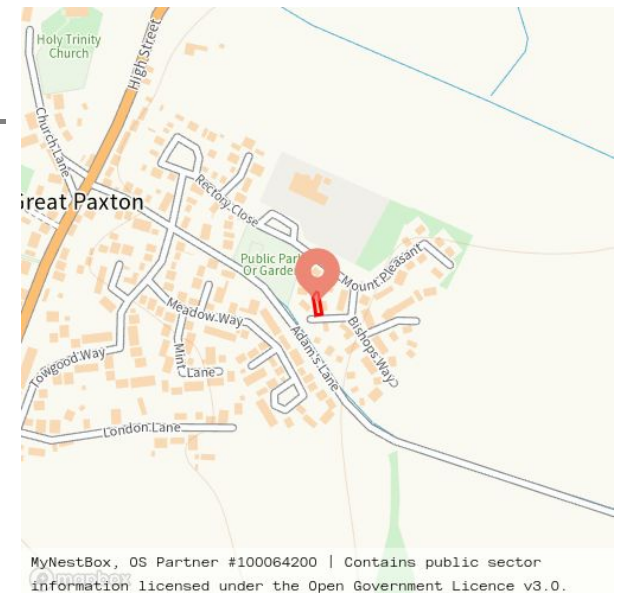 Holy Trinity
Church
High Street
Church Lane
Great Paxton
Rectory Close
Public Park
Or Garden
Mount Pleasant
Meadow Way
Bishops Way
Adam's Lane
Mint Lane
Towgood Way
London Lane
MyNestBox, OS Partner #100064200 | Contains public sector
mapbox
information licensed under the Open Government Licence v3.0.